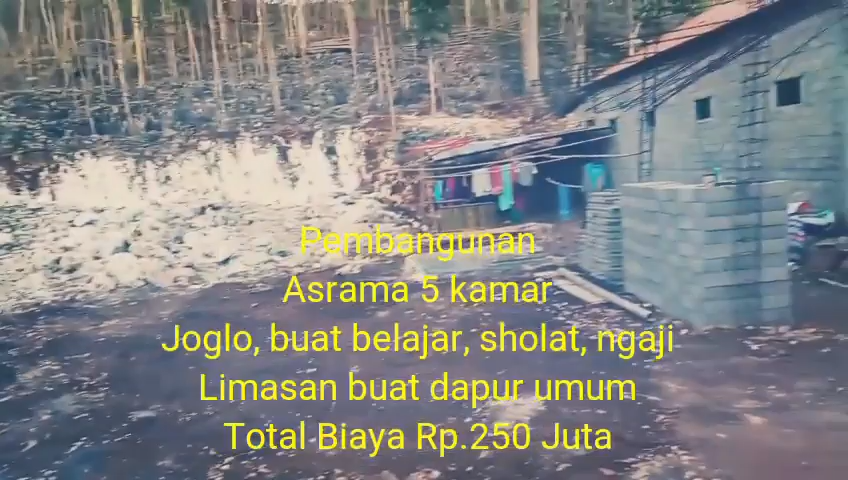 Pembangunan
Asrama 5 kamar
Joglo, buat belajar, sholat, ngaji
Limasan buat dapur umum
Total Biaya Rp.250 Juta